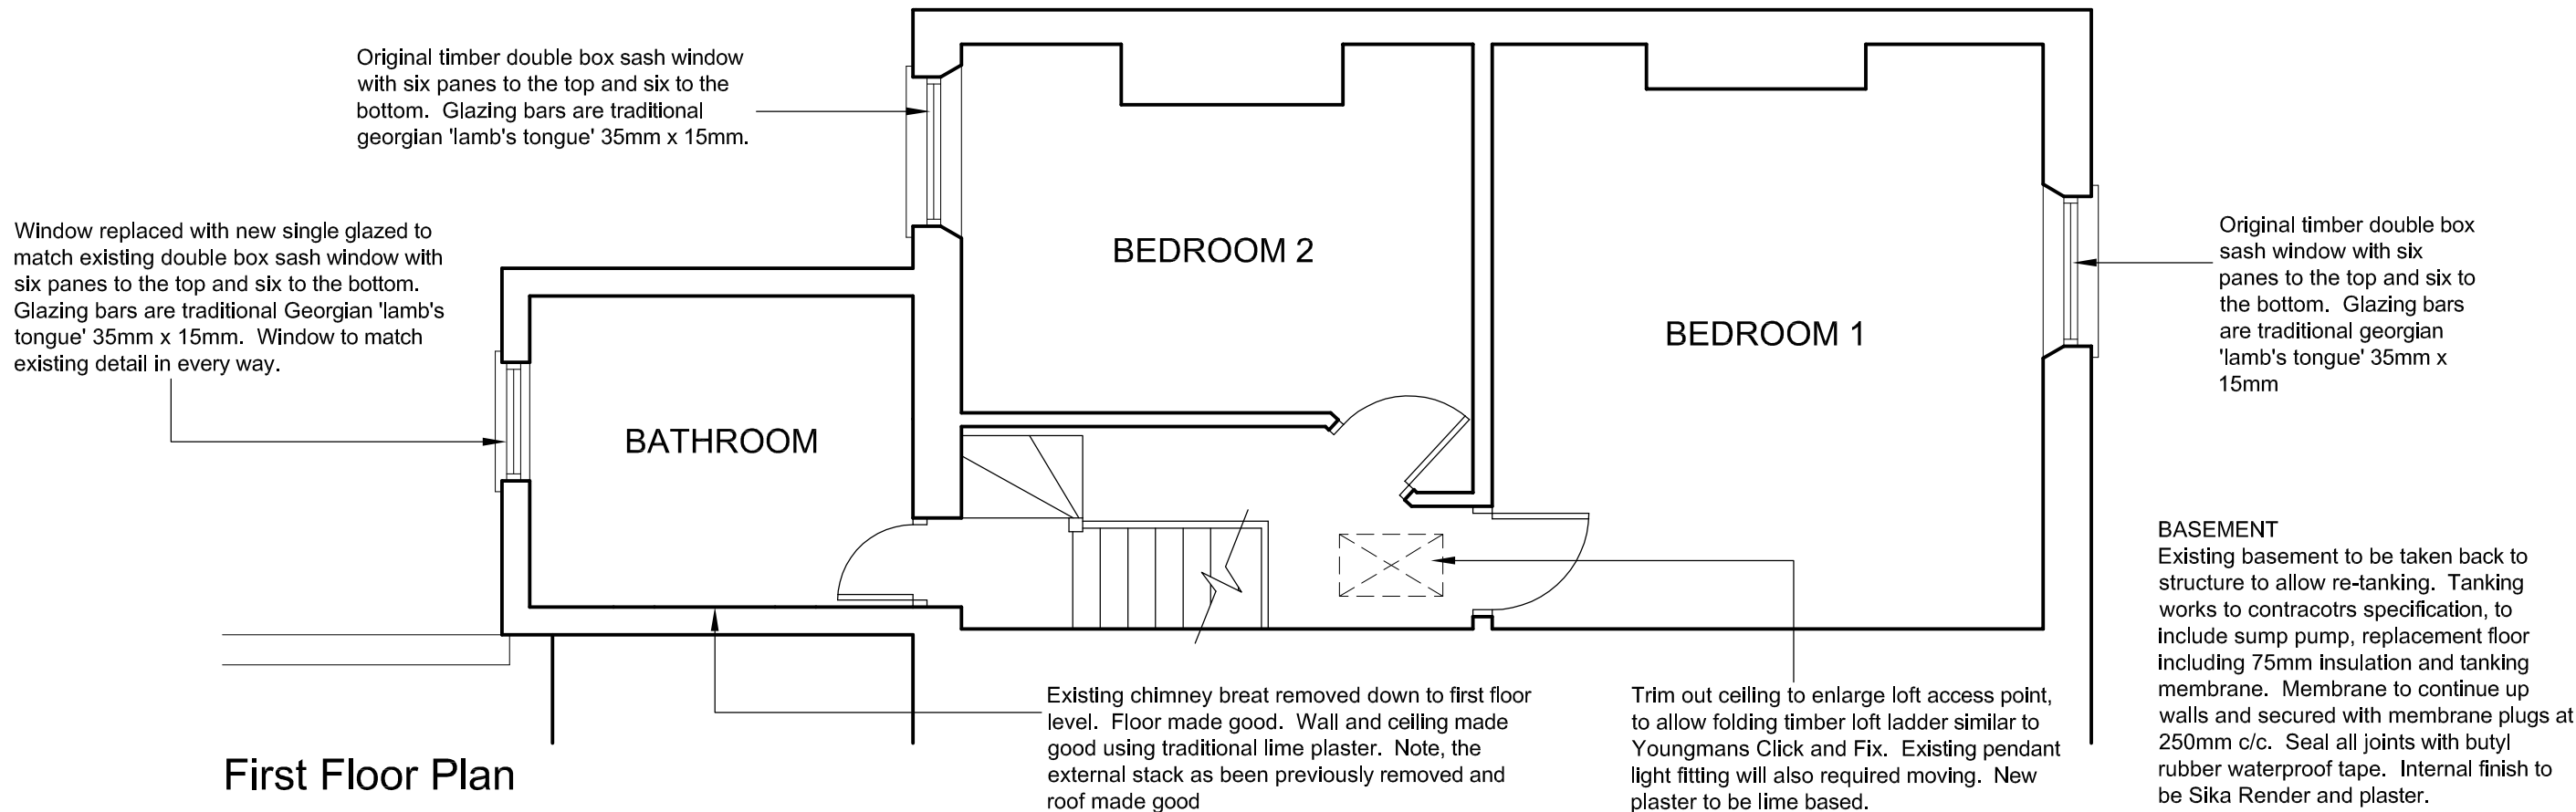 Original timber double box sash window
with six panes to the top and six to the
bottom.  Glazing bars are traditional
georgian 'lamb's tongue' 35mm x 15mm.
Window replaced with new single glazed to
match existing double box sash window with
six panes to the top and six to the bottom.
Glazing bars are traditional Georgian 'lamb's
tongue' 35mm x 15mm.  Window to match
existing detail in every way.
BEDROOM 2
BEDROOM 1
BATHROOM
Original timber double box
sash window with six
panes to the top and six to
the bottom.  Glazing bars
are traditional georgian
'lamb's tongue' 35mm x
15mm
BASEMENT
Existing basement to be taken back to
structure to allow re-tanking.  Tanking
works to contracotrs specification, to
include sump pump, replacement floor
including 75mm insulation and tanking
membrane.  Membrane to continue up
walls and secured with membrane plugs at
250mm c/c.  Seal all joints with butyl
rubber waterproof tape.  Internal finish to
be Sika Render and plaster.
Existing chimney breat removed down to first floor
level.  Floor made good.  Wall and ceiling made
good using traditional lime plaster.  Note, the
external stack as been previously removed and
roof made good
Trim out ceiling to enlarge loft access point,
to allow folding timber loft ladder similar to
Youngmans Click and Fix.  Existing pendant
light fitting will also required moving.  New
plaster to be lime based.
First Floor Plan